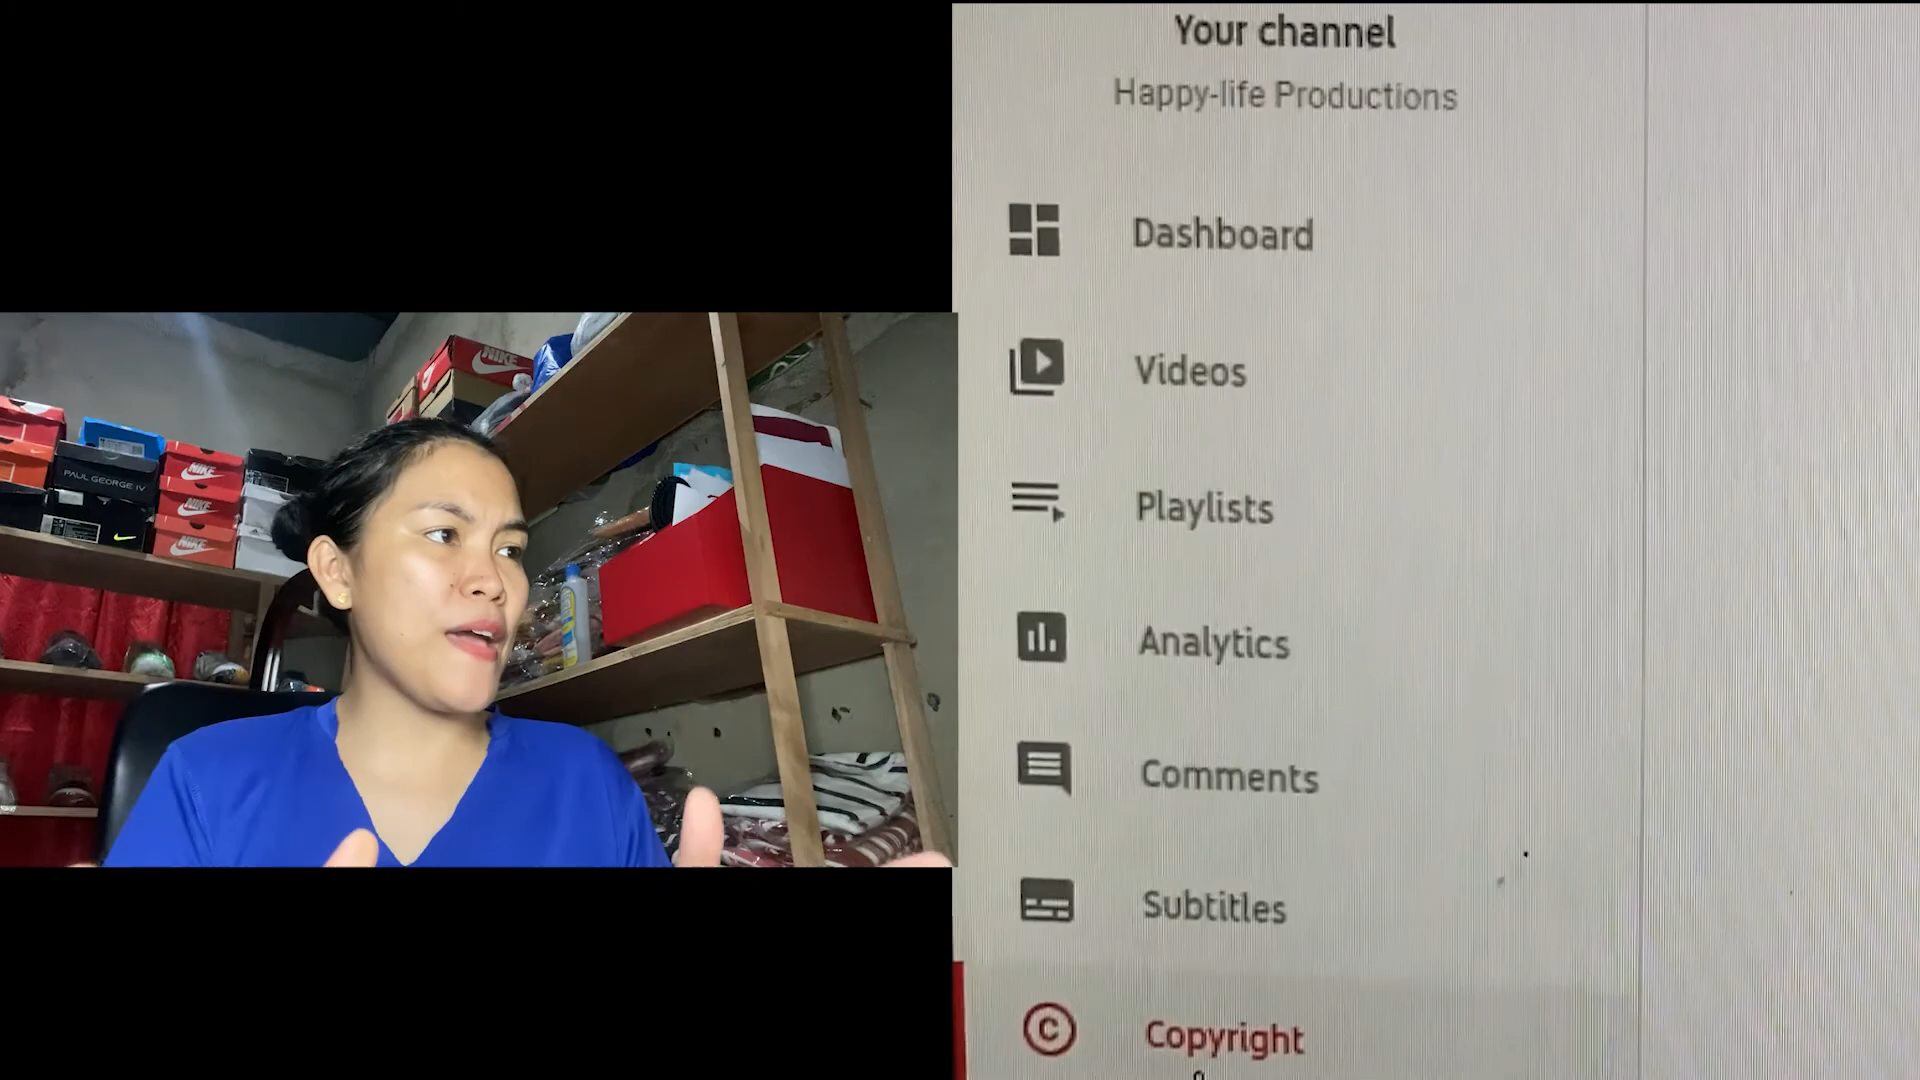 Your channel
Happy-life Productions
Dashboard
Videos
Playlists
Analytics
Comments
Subtitles
Copyright
NIKE
PAUL GEORGE IV
NIKE
NIKE
NIKE